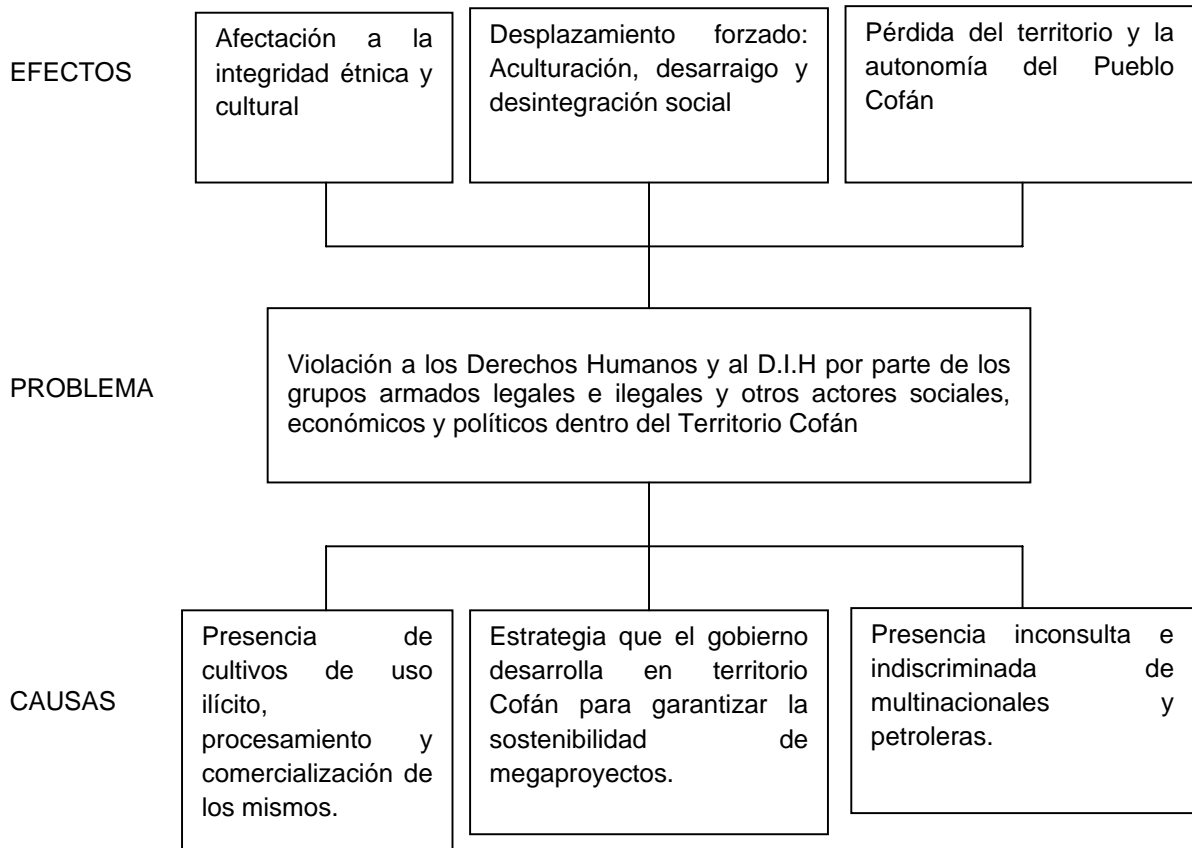 EFECTOS
Afectación a la
integridad étnica y
cultural
Desplazamiento forzado:
Aculturación, desarraigo y
desintegración social
Pérdida del territorio y la
autonomía del Pueblo
Cofán
PROBLEMA
Violación a los Derechos Humanos y al D.I.H por parte de los
grupos armados legales e ilegales y otros actores sociales,
económicos y políticos dentro del Territorio Cofán
CAUSAS
Presencia de
cultivos de uso
ilícito,
procesamiento y
comercialización de
los mismos.
Estrategia que el gobierno
desarrolla en territorio
Cofán para garantizar la
sostenibilidad de
megaproyectos.
Presencia inconsulta e
indiscriminada de
multinacionales y
petroleras.